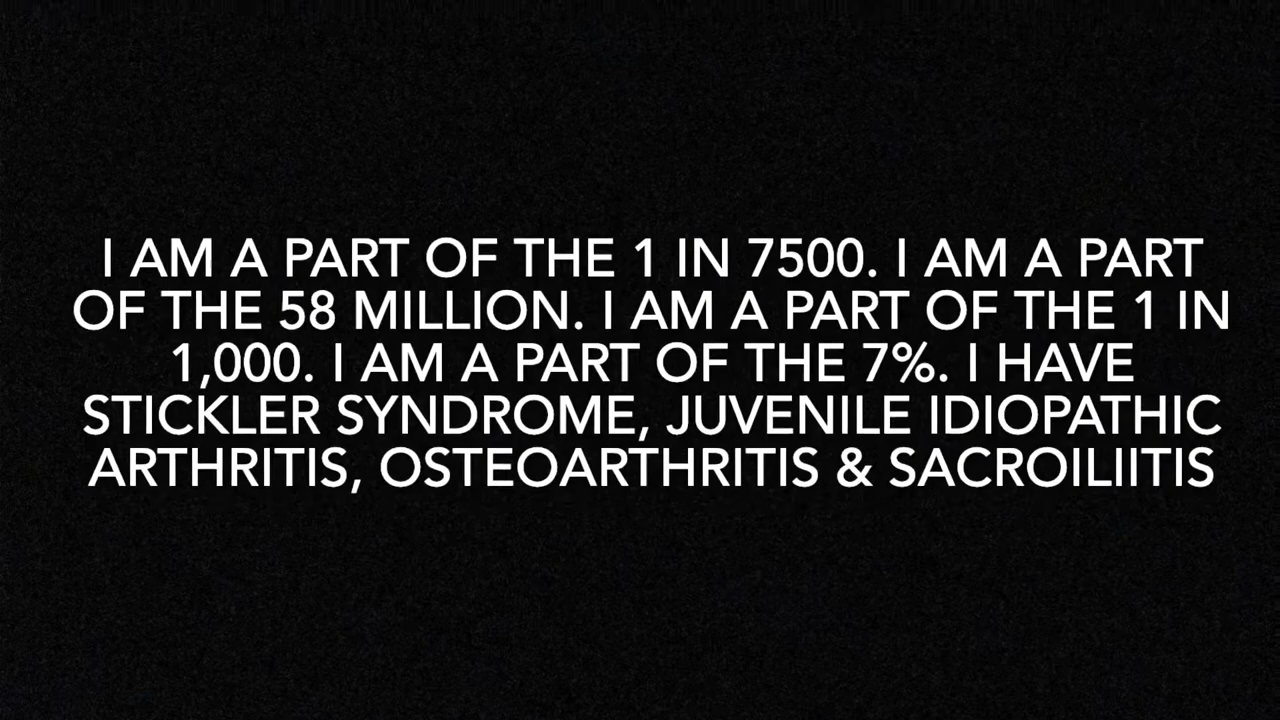 I AM A PART OF THE 1 IN 7500. I AM A PART
OF THE 58 MILLION. I AM A PART OF THE 1 IN
1,000. I AM A PART OF THE 7%. I HAVE
STICKLER SYNDROME, JUVENILE IDIOPATHIC
ARTHRITIS, OSTEOARTHRITIS & SACROILIITIS